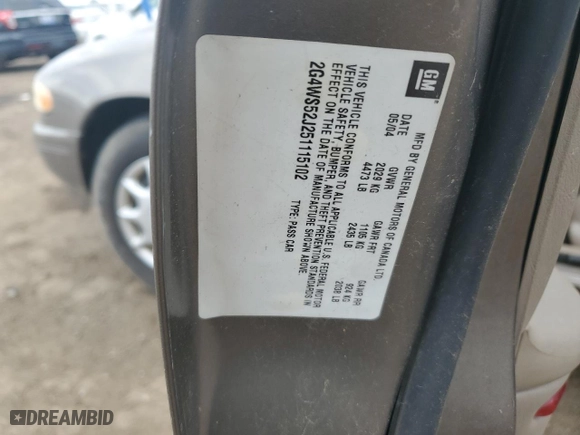 GM
MFD BY GENERAL MOTORS OF CANADA LTD.
DATE GVWR GAWR FRT GAWR RR
05/04 2029 KG 1105 KG 924 KG
4473 LB 2435 LB 2038 LB
THIS VEHICLE CONFORMS TO ALL APPLICABLE U.S. FEDERAL MOTOR
VEHICLE SAFETY, BUMPER, AND THEFT PREVENTION STANDARDS IN
EFFECT ON THE DATE OF MANUFACTURE SHOWN ABOVE.
2G4WS52J251115102 TYPE: PASS CAR
DREAMBID